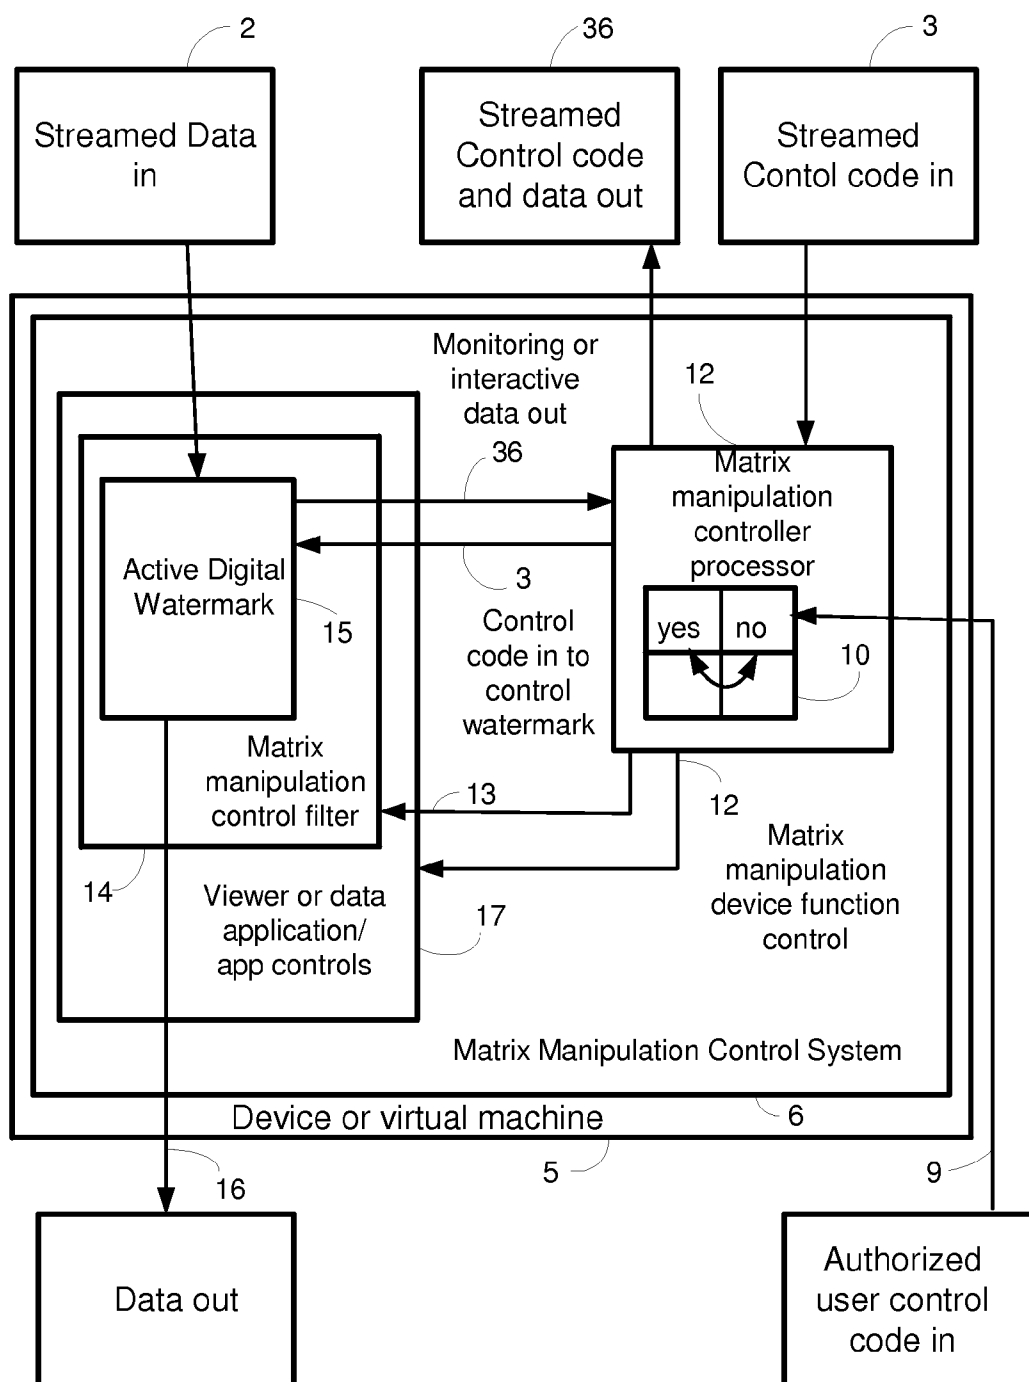 2
36
3
Streamed Data
in
Streamed
Control code
and data out
Streamed
Contol code in
Monitoring or
interactive
data out
12
36
Matrix
manipulation
controller
processor
Active Digital
Watermark
3
15
yes
no
10
Control
code in to
control
watermark
Matrix
manipulation
control filter
13
12
14
Viewer or data
application/
app controls
17
Matrix
manipulation
device function
control
Matrix Manipulation Control System
6
Device or virtual machine
5
16
9
Data out
Authorized
user control
code in